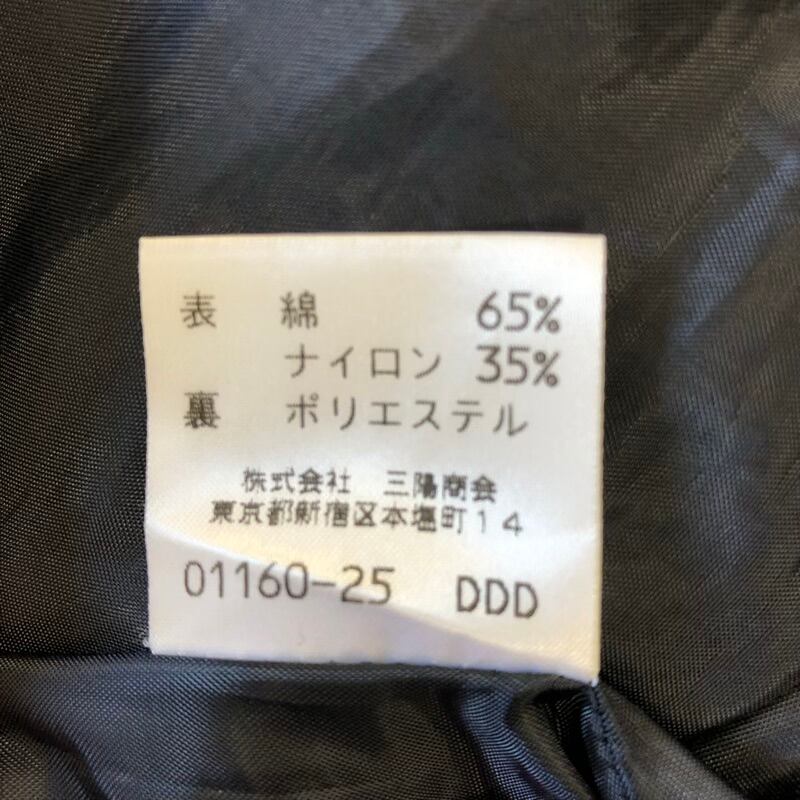 表 綿 65%
ナイロン 35%
裏 ポリエステル
株式会社 三陽商会
東京都新宿区本塩町14
01160-25 DDD